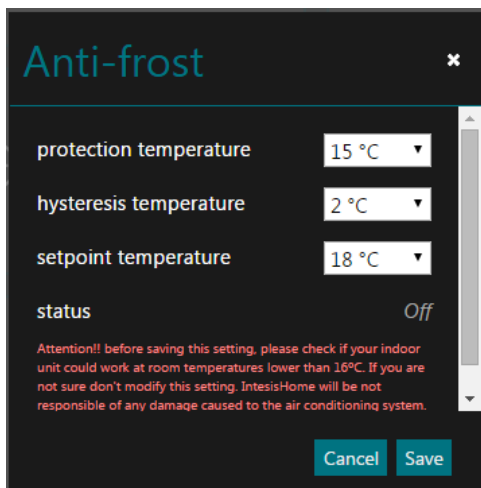 Anti-frost
protection temperature 15 °C
hysteresis temperature 2 °C
setpoint temperature 18 °C
status Off
Attention!! before saving this setting, please check if your indoor
unit could work at room temperatures lower than 16ºC. If you are
not sure don't modify this setting. IntesisHome will be not
responsible of any damage caused to the air conditioning system.
Cancel Save